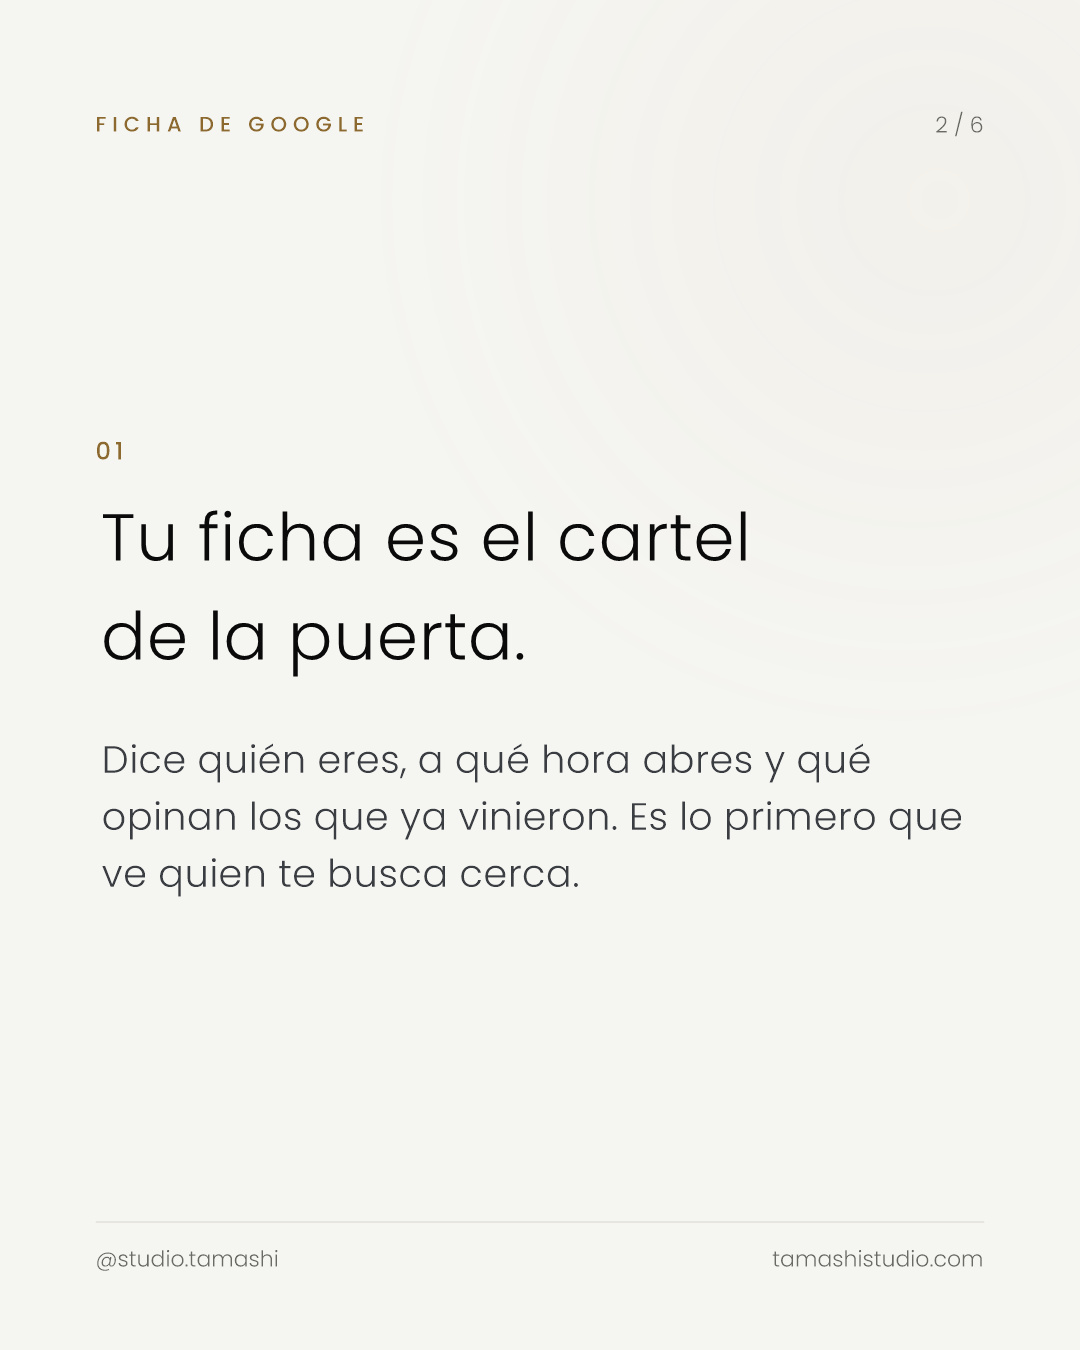 FICHA DE GOOGLE
2 / 6
01
Tu ficha es el cartel
de la puerta.
Dice quién eres, a qué hora abres y qué
opinan los que ya vinieron. Es lo primero que
ve quien te busca cerca.
@studio.tamashi
tamashistudio.com